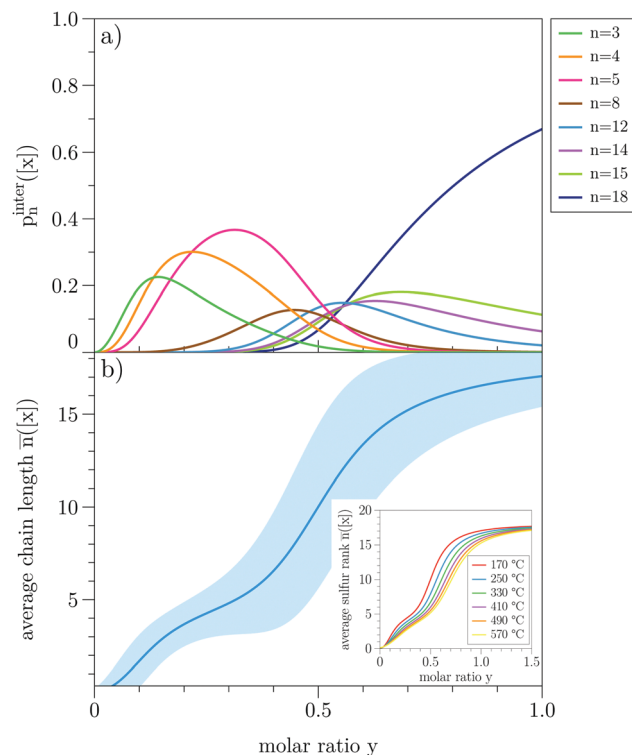 a)
1.0
0.8
0.6
0.4
0.2
0
p_n^inter([x])
n=3
n=4
n=5
n=8
n=12
n=14
n=15
n=18
b)
15
10
5
average chain length n̄([x])
0
0.5
1.0
molar ratio y
20
15
10
5
0
average sulfur rank n̄([x])
170 °C
250 °C
330 °C
410 °C
490 °C
570 °C
0
0.5
1.0
1.5
molar ratio y